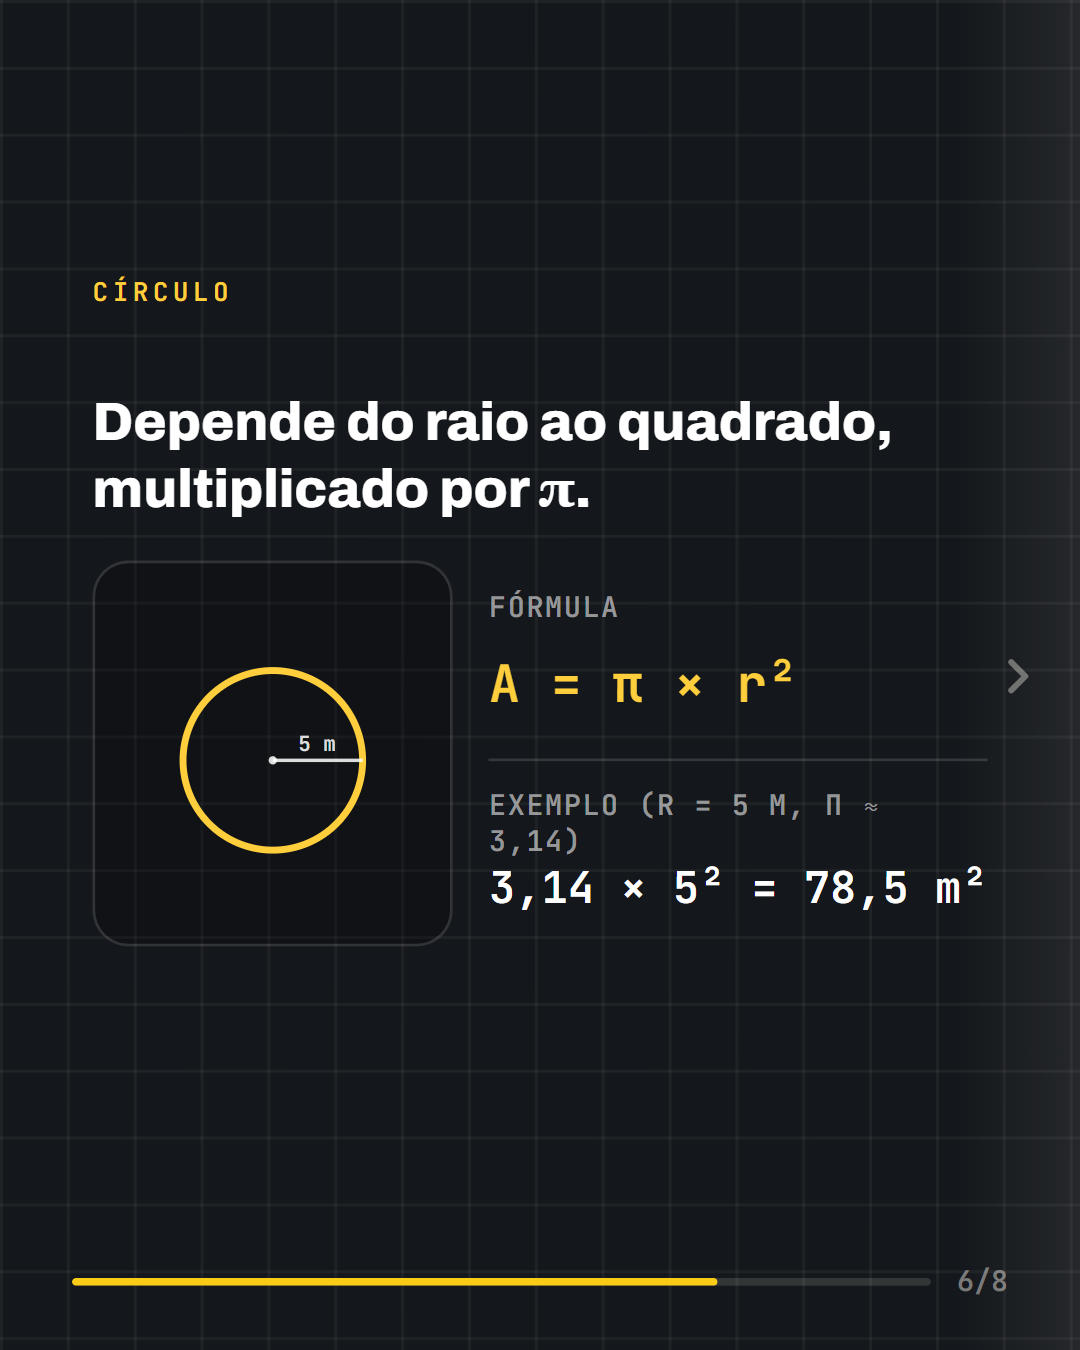 CÍRCULO
Depende do raio ao quadrado,
multiplicado por π.
5 m
FÓRMULA
A = π × r²
EXEMPLO (R = 5 M, Π ≈
3,14)
3,14 × 5² = 78,5 m²
6/8